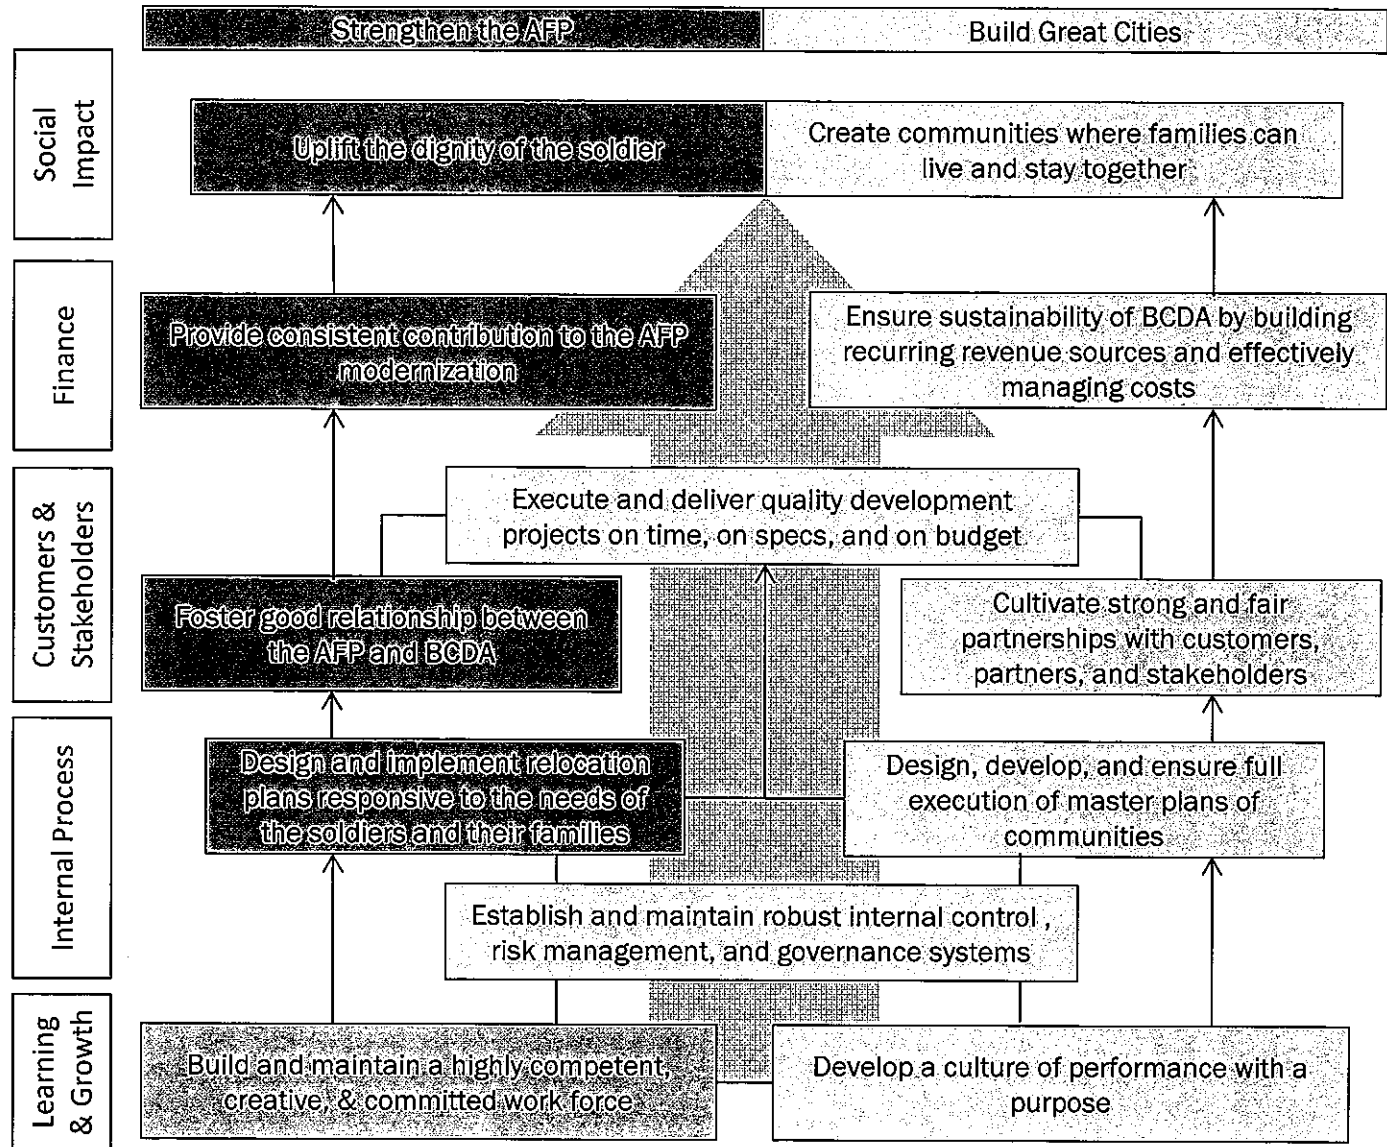 Strengthen the AFP
Build Great Cities
Social
Impact
Uplift the dignity of the soldier
Create communities where families can
live and stay together
Finance
Provide consistent contribution to the AFP
modernization
Ensure sustainability of BCDA by building
recurring revenue sources and effectively
managing costs
Customers &
Stakeholders
Execute and deliver quality development
projects on time, on specs, and on budget
Foster good relationship between
the AFP and BCDA
Cultivate strong and fair
partnerships with customers,
partners, and stakeholders
Internal Process
Design and implement relocation
plans responsive to the needs of
the soldiers and their families
Design, develop, and ensure full
execution of master plans of
communities
Establish and maintain robust internal control ,
risk management, and governance systems
Learning
& Growth
Build and maintain a highly competent,
creative, & committed work force
Develop a culture of performance with a
purpose